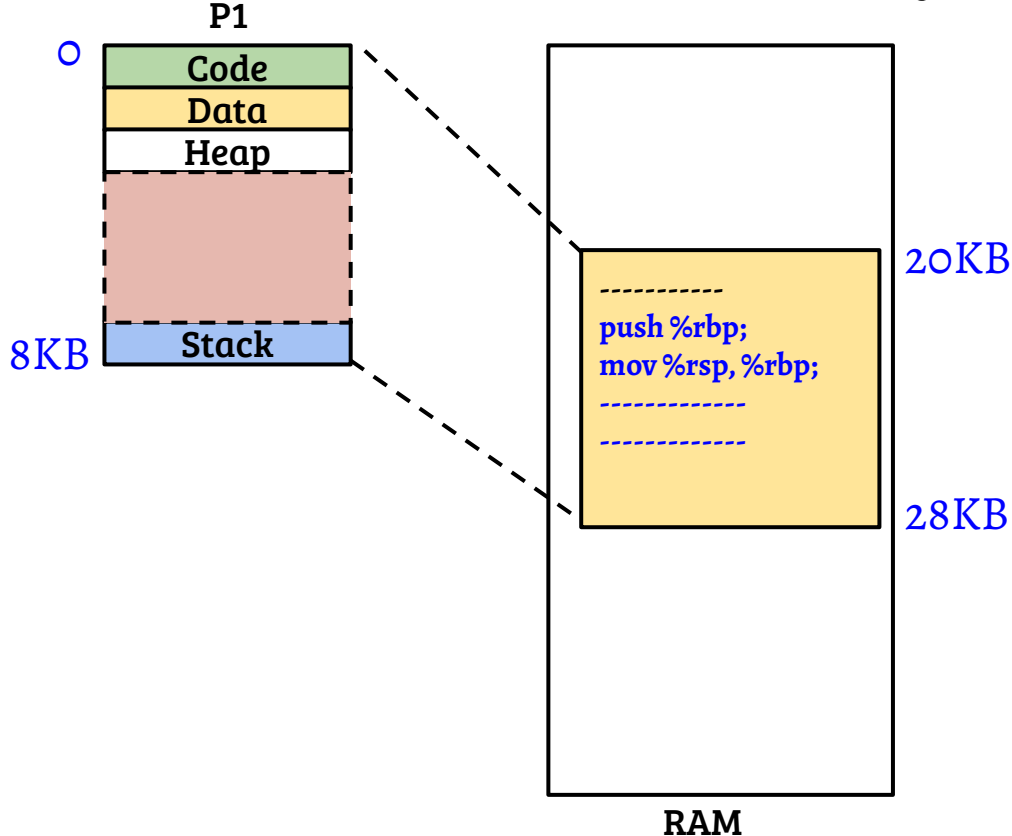 P1
0
Code
Data
Heap
Stack
8KB
20KB
-----------
push %rbp;
mov %rsp, %rbp;
-------------
-------------
28KB
RAM